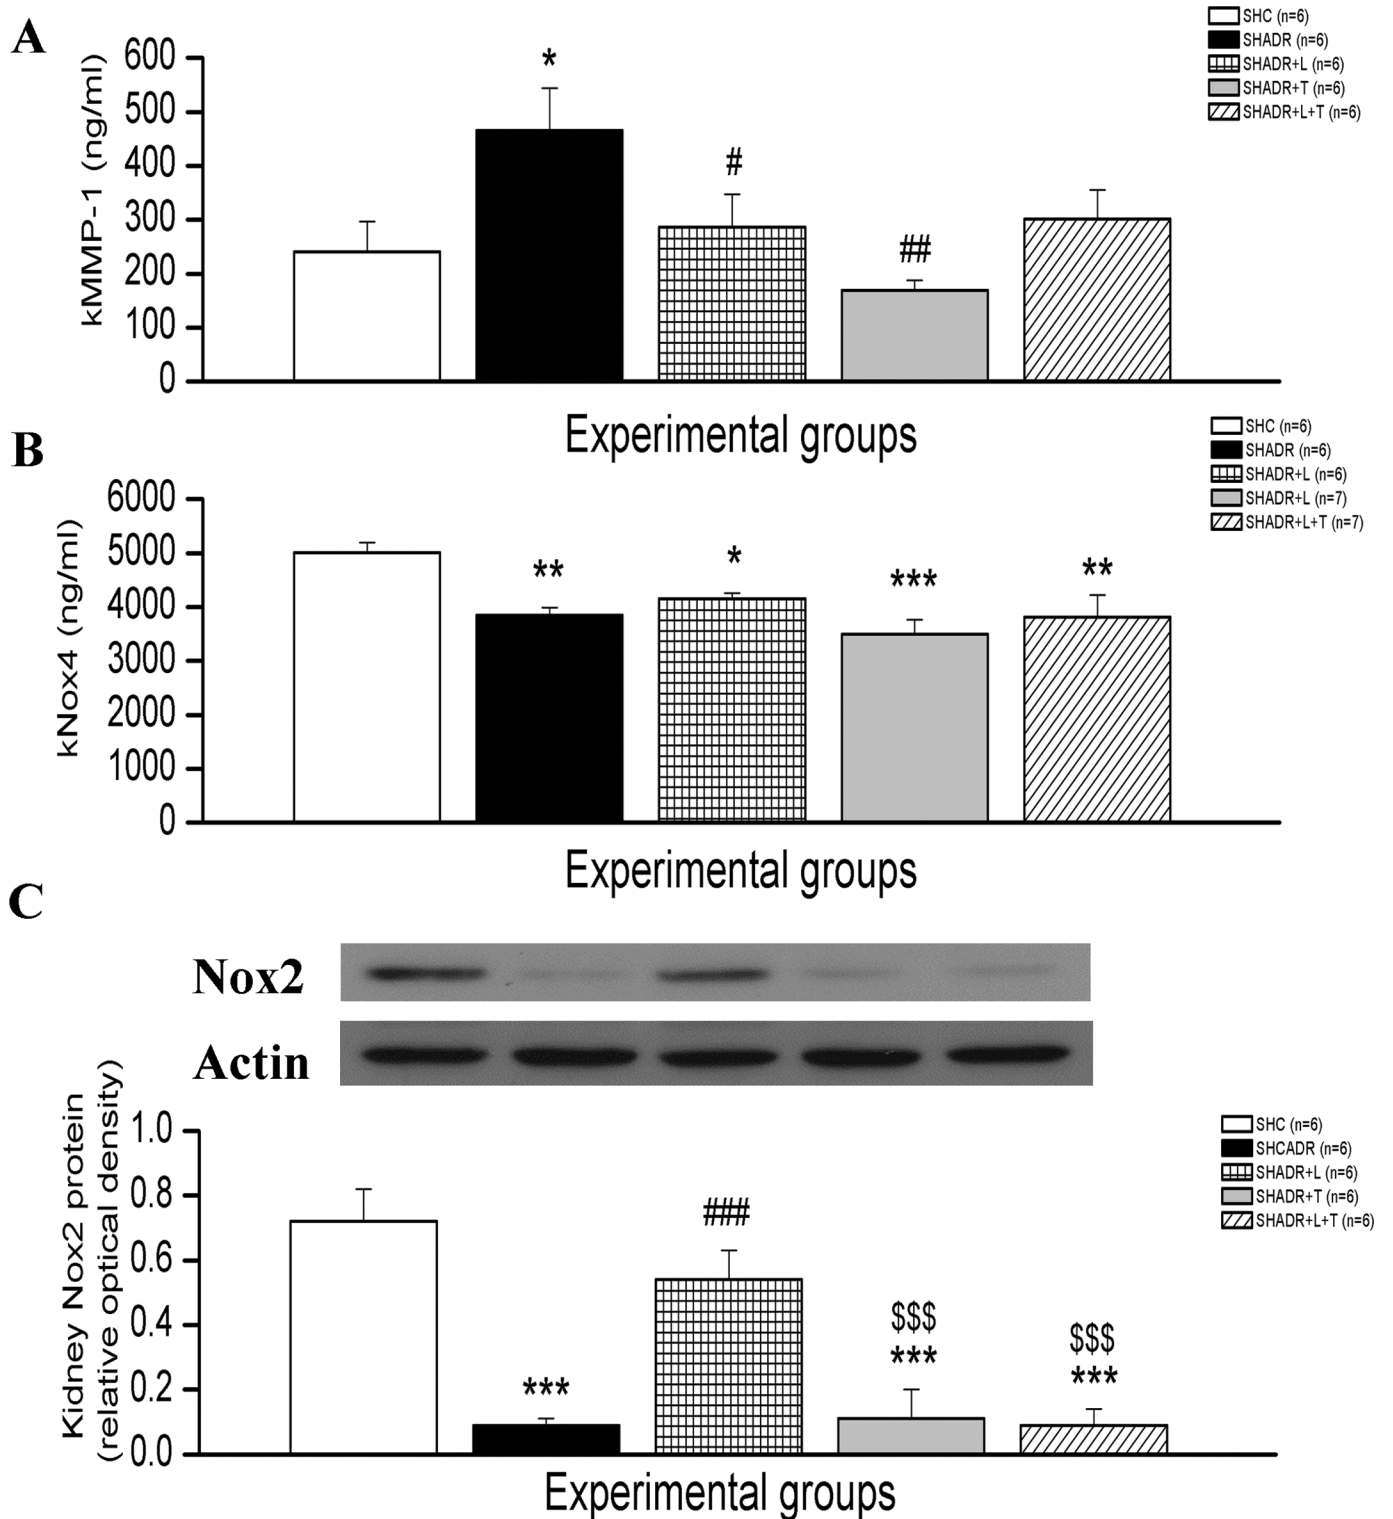 A
SHC (n=6)
SHADR (n=6)
SHADR+L (n=6)
SHADR+T (n=6)
SHADR+L+T (n=6)
kMMP-1 (ng/ml)
600
500
400
300
200
100
0
*
#
##
Experimental groups
B
SHC (n=6)
SHADR (n=6)
SHADR+L (n=6)
SHADR+L (n=7)
SHADR+L+T (n=7)
kNox4 (ng/ml)
6000
5000
4000
3000
2000
1000
0
**
*
***
**
Experimental groups
C
Nox2
Actin
SHC (n=6)
SHCADR (n=6)
SHADR+L (n=6)
SHADR+T (n=6)
SHADR+L+T (n=6)
Kidney Nox2 protein
(relative optical density)
1.0
0.8
0.6
0.4
0.2
0.0
***
###
$$$
***
$$$
***
Experimental groups